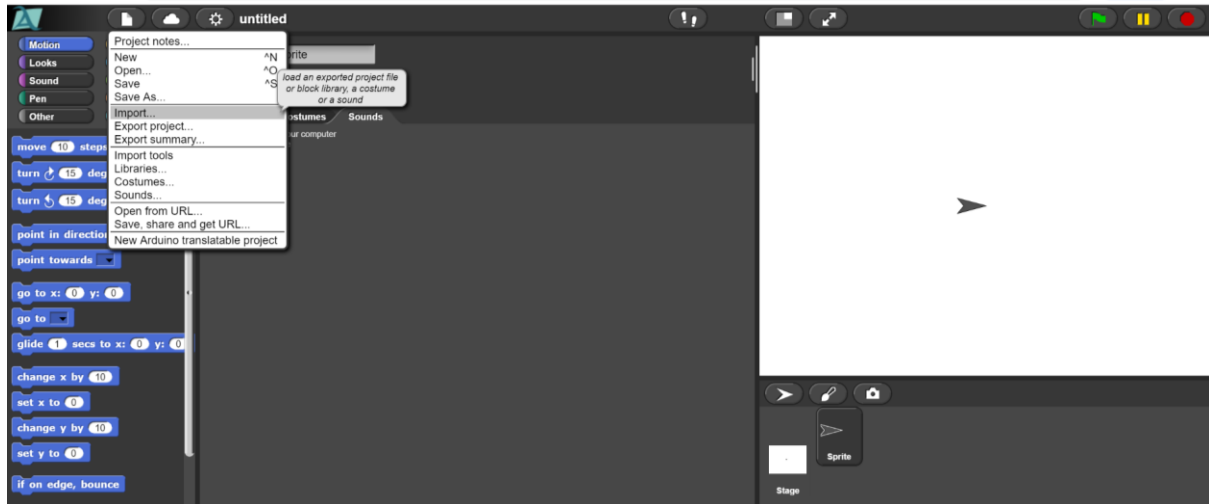 untitled
Motion
Looks
Sound
Pen
Other
Project notes...
New ^N
Open... ^O
Save ^S
Save As...
Import...
Export project...
Export summary...
Import tools
Libraries...
Costumes...
Sounds...
Open from URL...
Save, share and get URL...
New Arduino translatable project
load an exported project file
or block library, a costume
or a sound
rite
ostumes Sounds
ur computer
move 10 steps
turn 15 deg
turn 15 deg
point in direction
point towards
go to x: 0 y: 0
go to
glide 1 secs to x: 0 y: 0
change x by 10
set x to 0
change y by 10
set y to 0
if on edge, bounce
Sprite
Stage